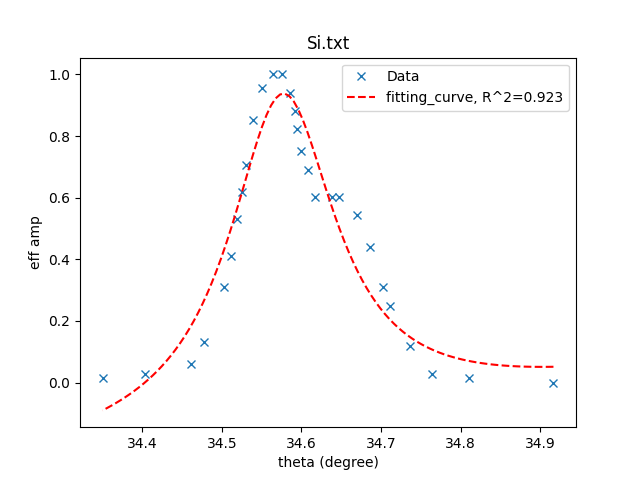 Si.txt
Data
fitting_curve, R^2=0.923
eff amp
1.0
0.8
0.6
0.4
0.2
0.0
34.4 34.5 34.6 34.7 34.8 34.9
theta (degree)